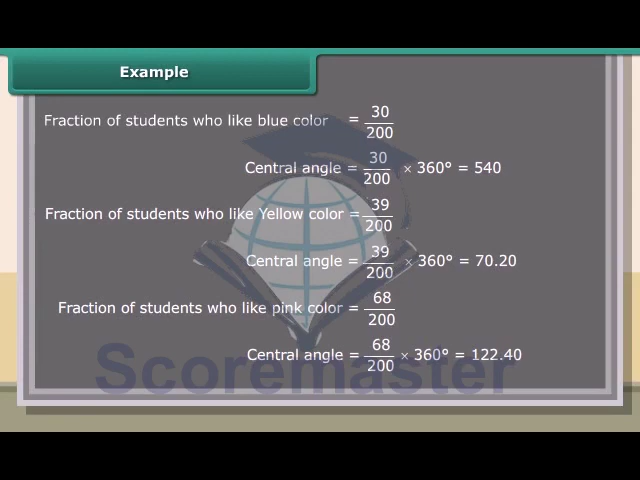 Example
Fraction of students who like blue color = 30/200
Central angle = 30/200 × 360° = 540
Fraction of students who like Yellow color = 39/200
Central angle = 39/200 × 360° = 70.20
Fraction of students who like pink color = 68/200
Central angle = 68/200 × 360° = 122.40
Scoremaster